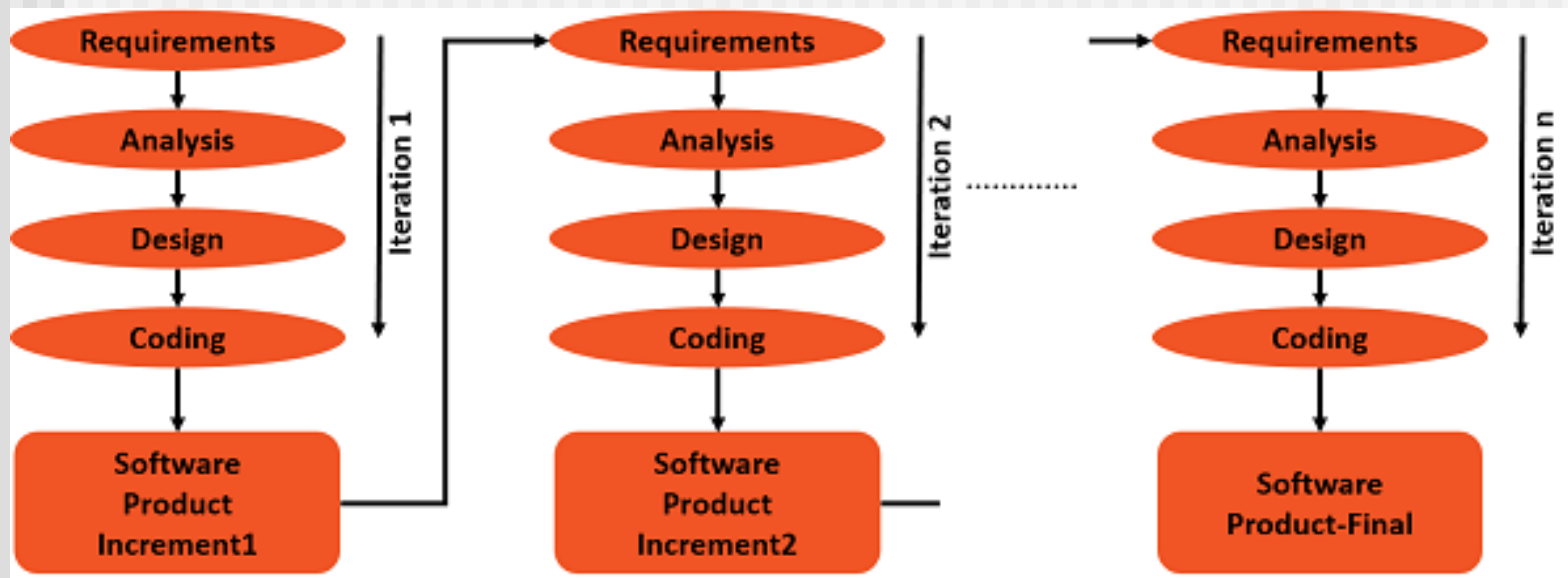 Requirements
Analysis
Design
Coding
Software
Product
Increment1
Iteration 1
Requirements
Analysis
Design
Coding
Software
Product
Increment2
Iteration 2
Requirements
Analysis
Design
Coding
Software
Product-Final
Iteration n